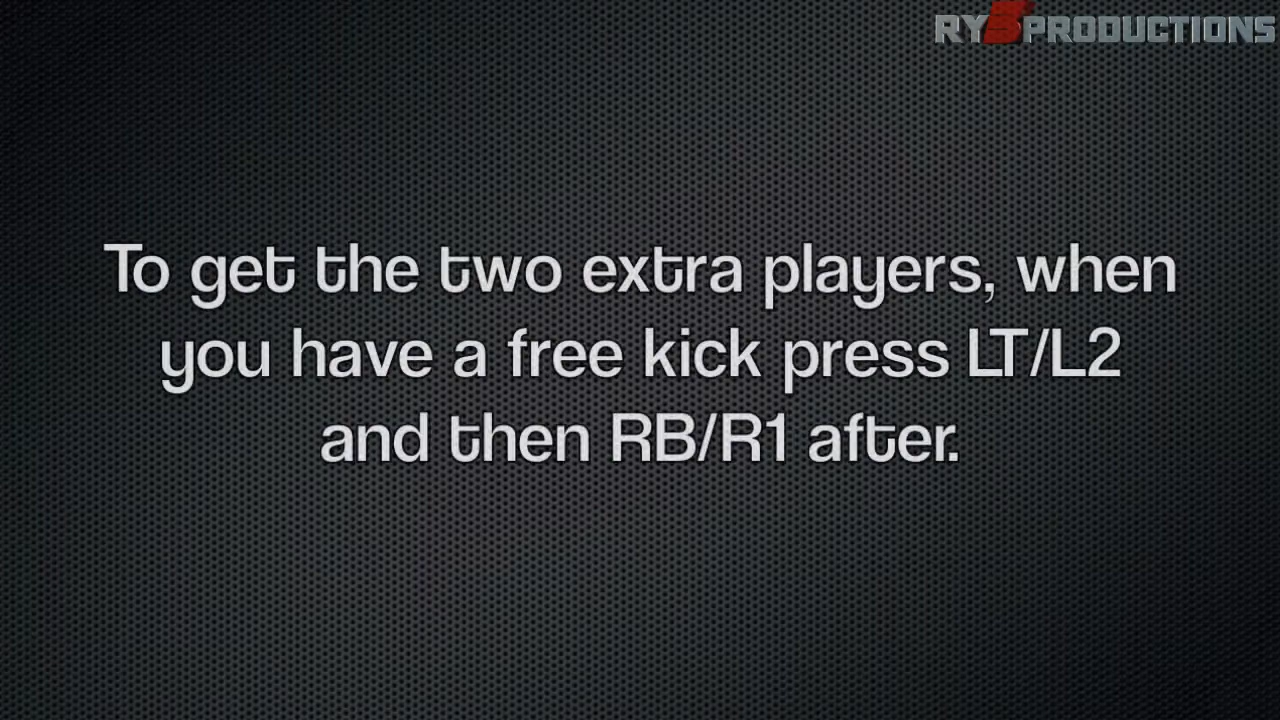 RYSPRODUCTIONS
To get the two extra players, when
you have a free kick press LT/L2
and then RB/R1 after.